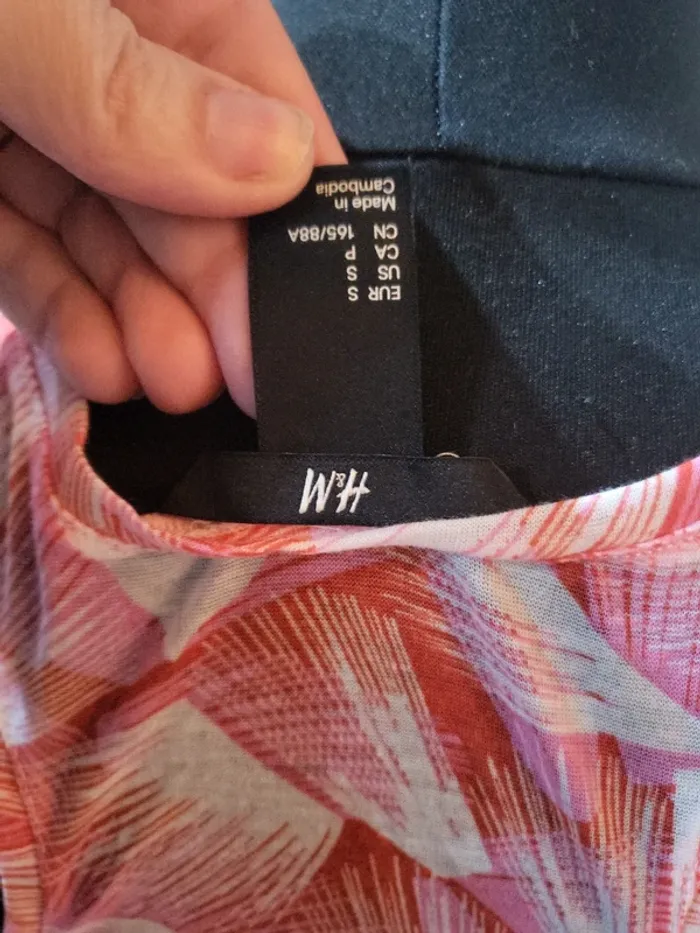 H&M
EUR S
US S
CA P
CN 165/88A
Made in
Cambodia